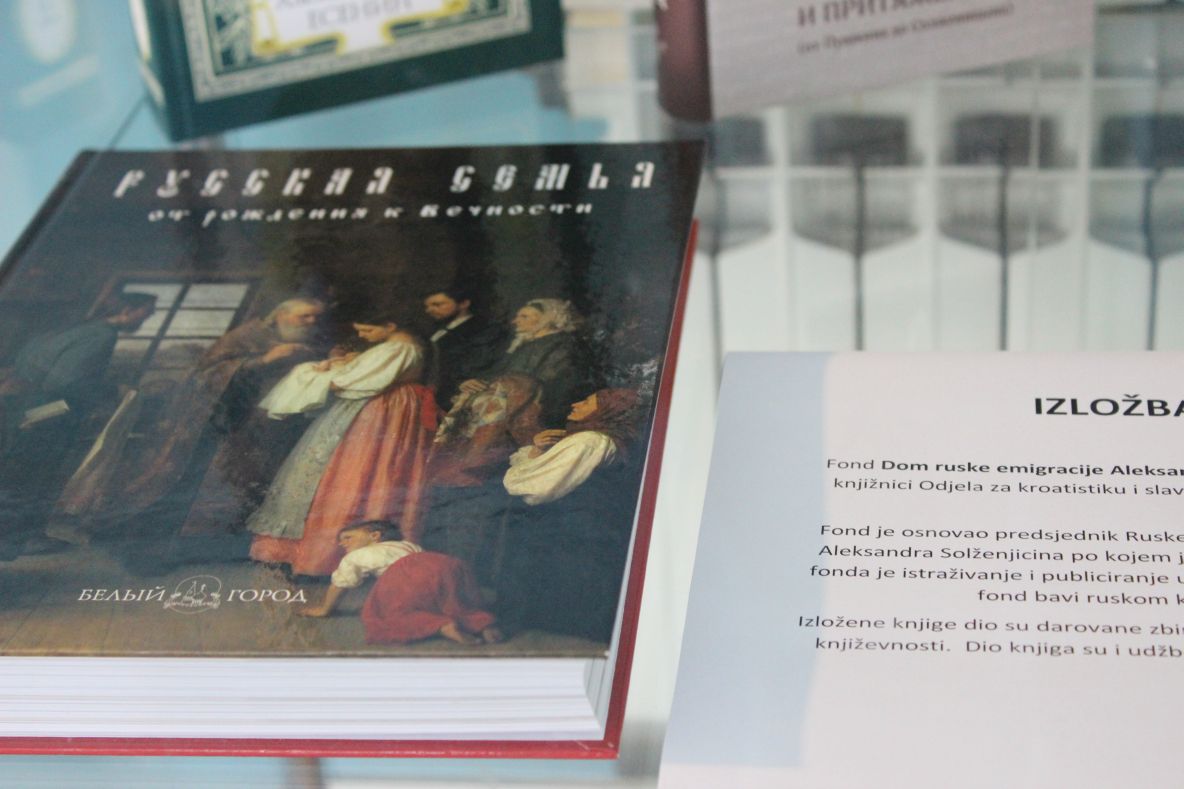 И ПРИТЯЖЕ
(от Пушкина до Солженицына)
РУССКАЯ СЕМЬЯ
от рождения к вечности
БЕЛЫЙ ГОРОД
IZLOŽBA
Fond Dom ruske emigracije Aleksan
knjižnici Odjela za kroatistiku i slav
Fond je osnovao predsjednik Ruske
Aleksandra Solženjicina po kojem j
fonda je istraživanje i publiciranje u
fond bavi ruskom k
Izložene knjige dio su darovane zbir
književnosti. Dio knjiga su i udžb